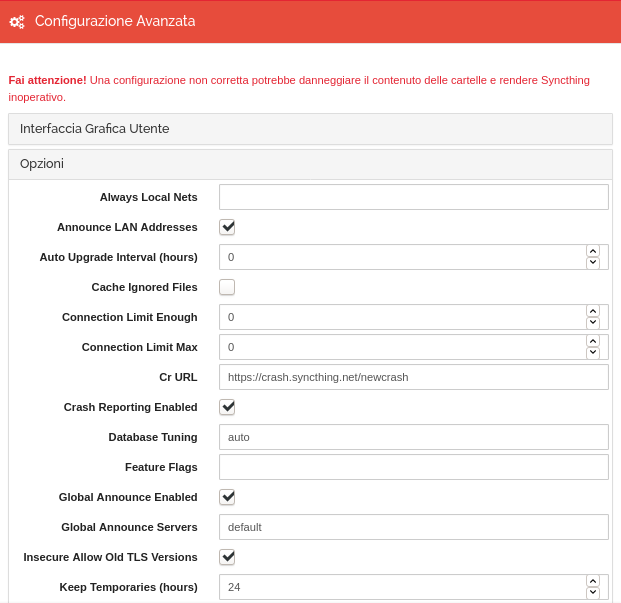 Configurazione Avanzata
Fai attenzione! Una configurazione non corretta potrebbe danneggiare il contenuto delle cartelle e rendere Syncthing
inoperativo.
Interfaccia Grafica Utente
Opzioni
Always Local Nets
Announce LAN Addresses
Auto Upgrade Interval (hours) 0
Cache Ignored Files
Connection Limit Enough 0
Connection Limit Max 0
Cr URL https://crash.syncthing.net/newcrash
Crash Reporting Enabled
Database Tuning auto
Feature Flags
Global Announce Enabled
Global Announce Servers default
Insecure Allow Old TLS Versions
Keep Temporaries (hours) 24